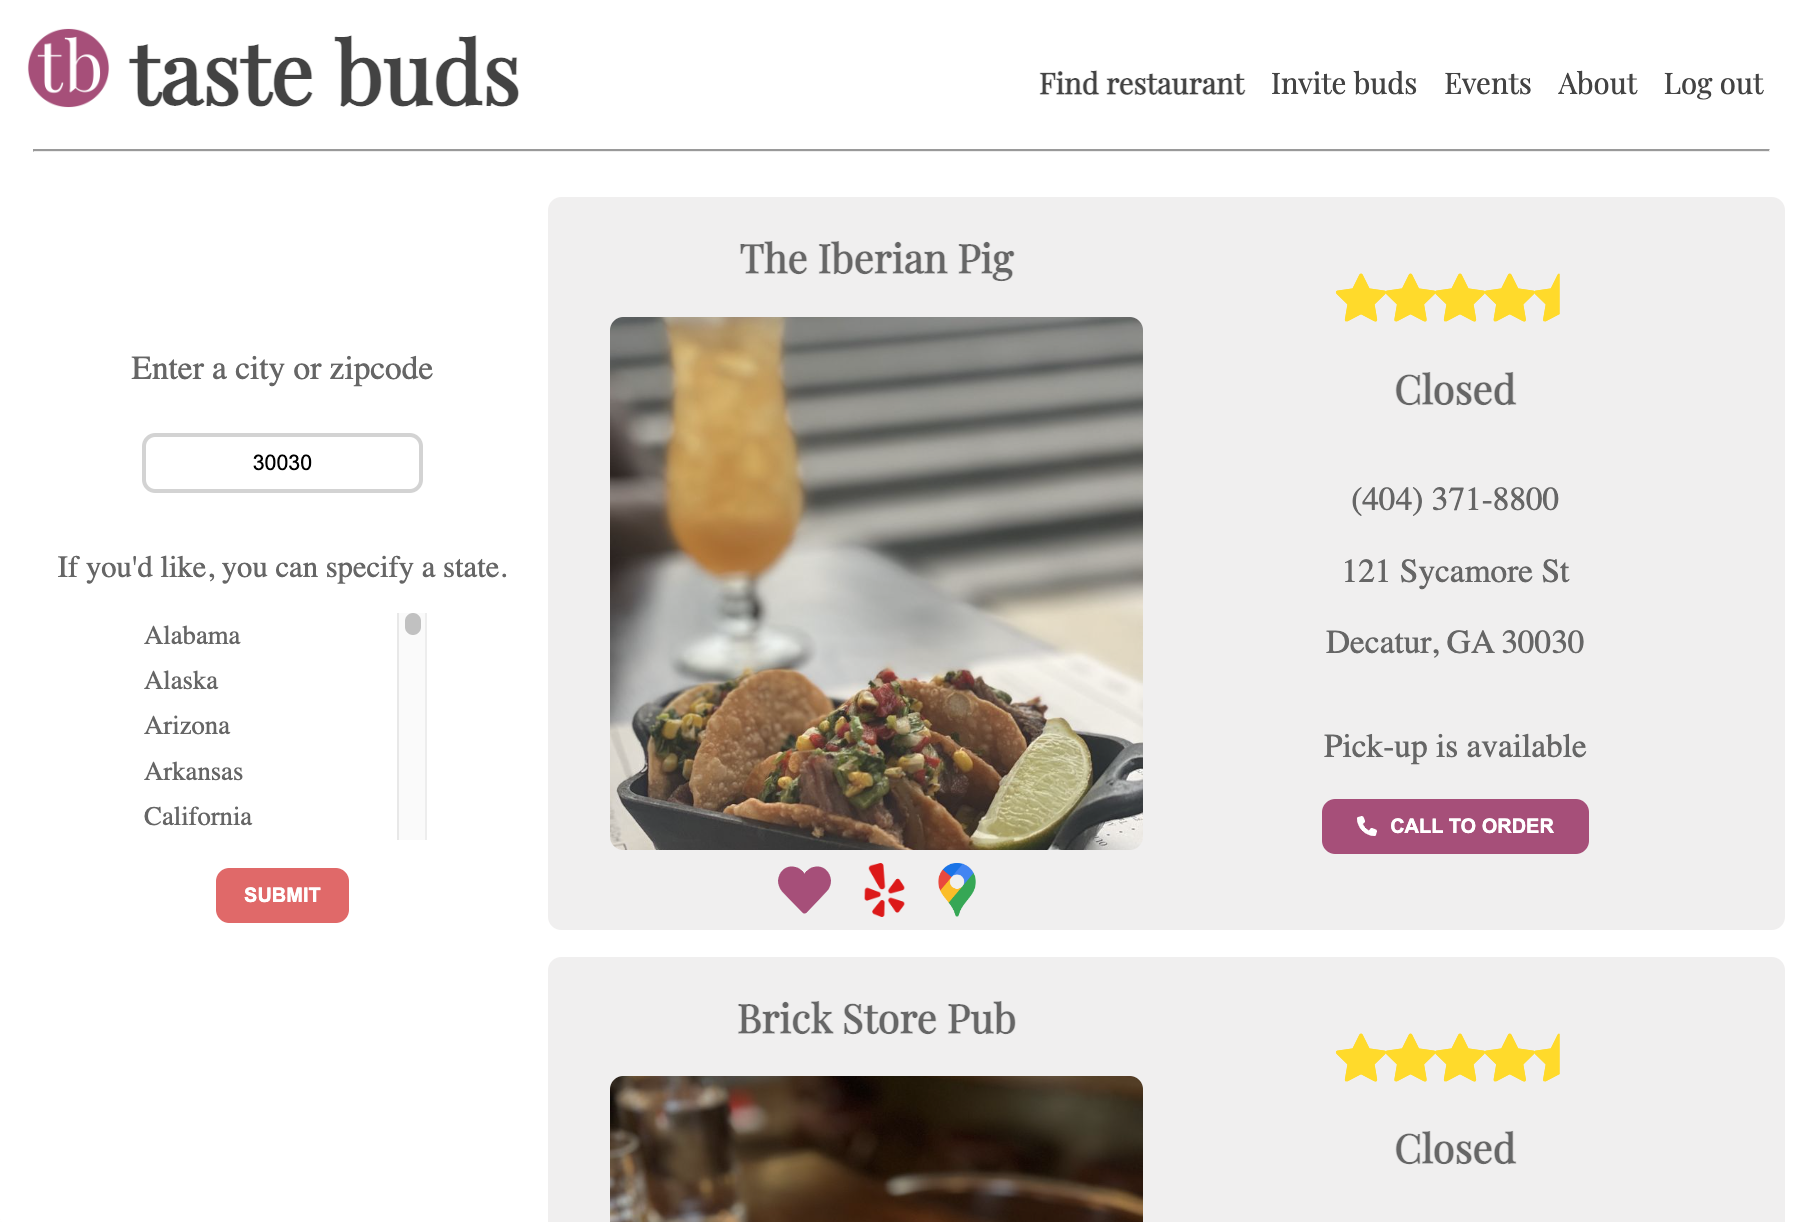 tb taste buds
Find restaurant Invite buds Events About Log out
Enter a city or zipcode
30030
If you'd like, you can specify a state.
Alabama
Alaska
Arizona
Arkansas
California
SUBMIT
The Iberian Pig
Closed
(404) 371-8800
121 Sycamore St
Decatur, GA 30030
Pick-up is available
CALL TO ORDER
Brick Store Pub
Closed